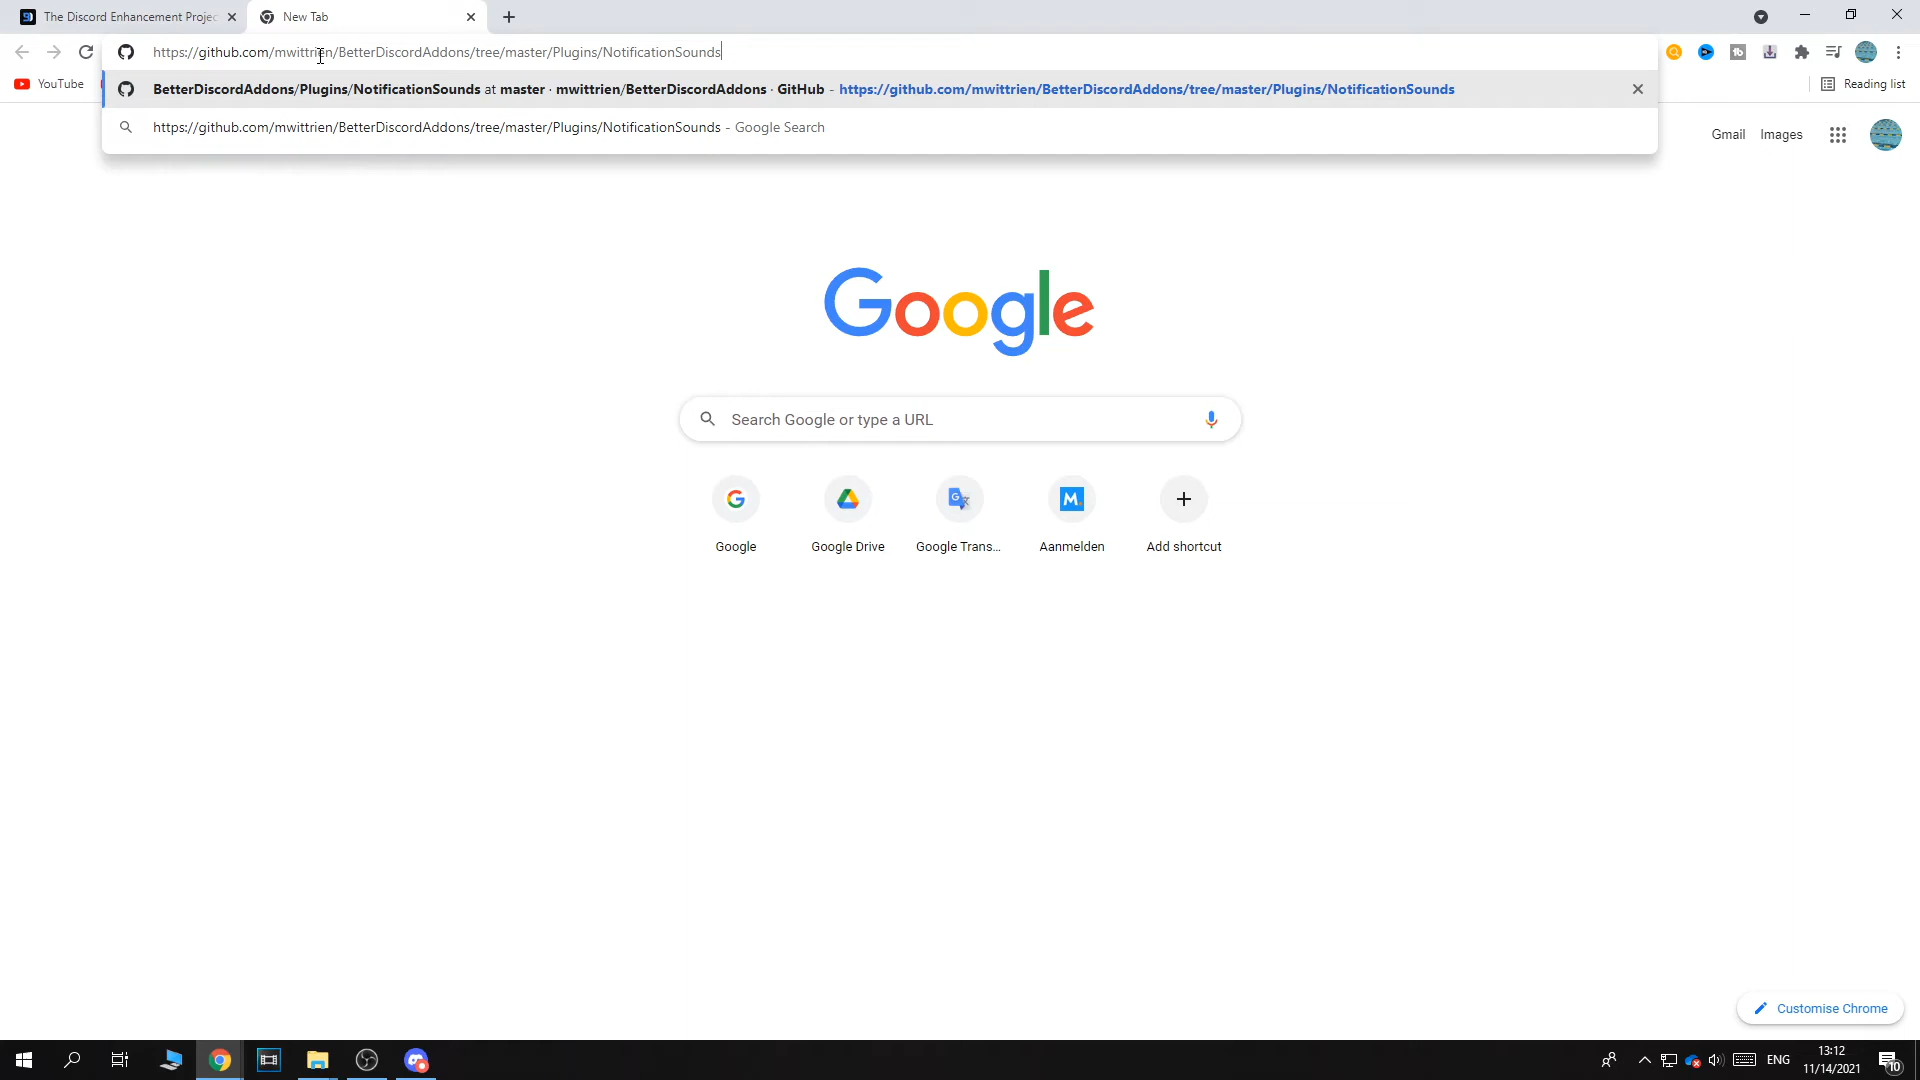 The Discord Enhancement Projec
New Tab
https://github.com/mwittrien/BetterDiscordAddons/tree/master/Plugins/NotificationSounds
YouTube
Reading list
BetterDiscordAddons/Plugins/NotificationSounds at master · mwittrien/BetterDiscordAddons · GitHub - https://github.com/mwittrien/BetterDiscordAddons/tree/master/Plugins/NotificationSounds
https://github.com/mwittrien/BetterDiscordAddons/tree/master/Plugins/NotificationSounds - Google Search
Gmail Images
Google
Search Google or type a URL
Google
Google Drive
Google Trans...
Aanmelden
Add shortcut
Customise Chrome
ENG
13:12
11/14/2021
10